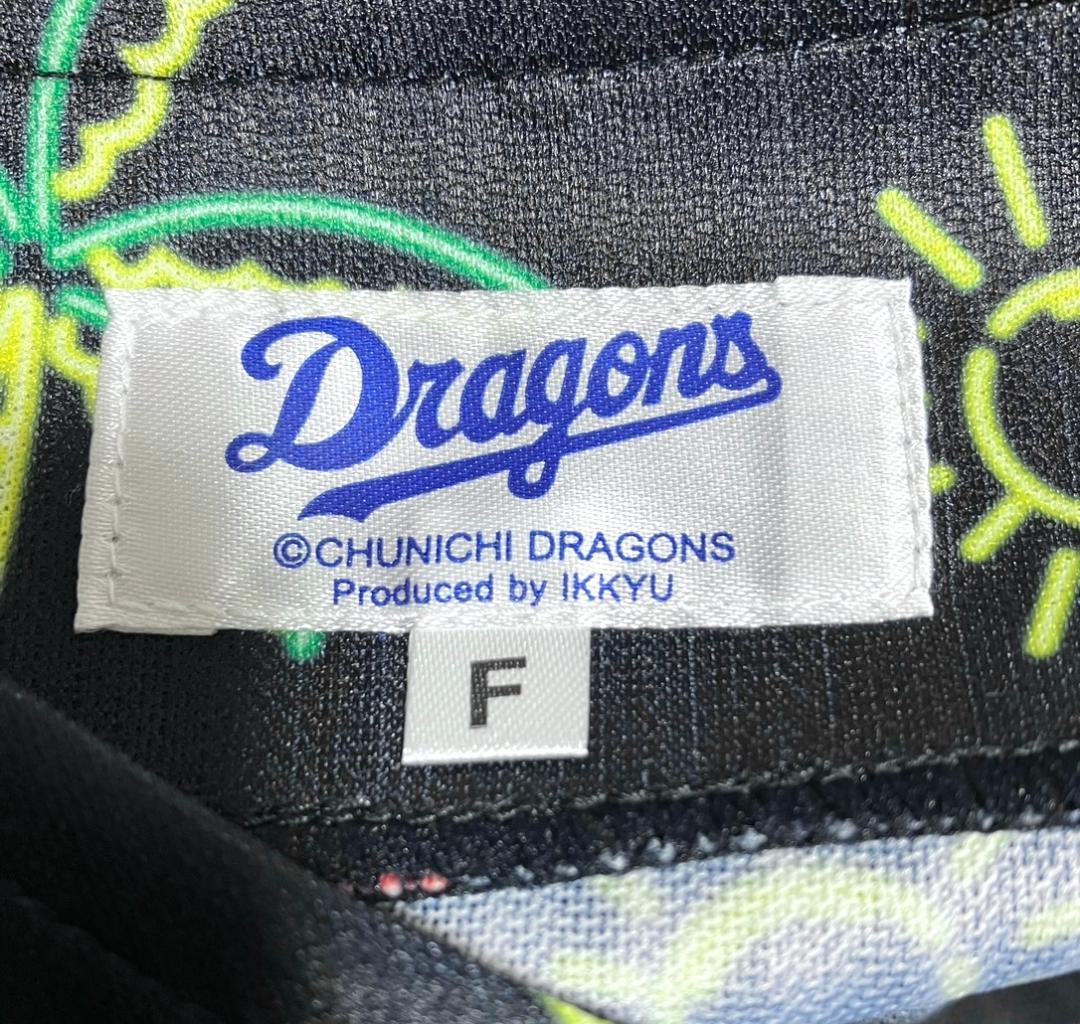 Dragons
©CHUNICHI DRAGONS
Produced by IKKYU
F